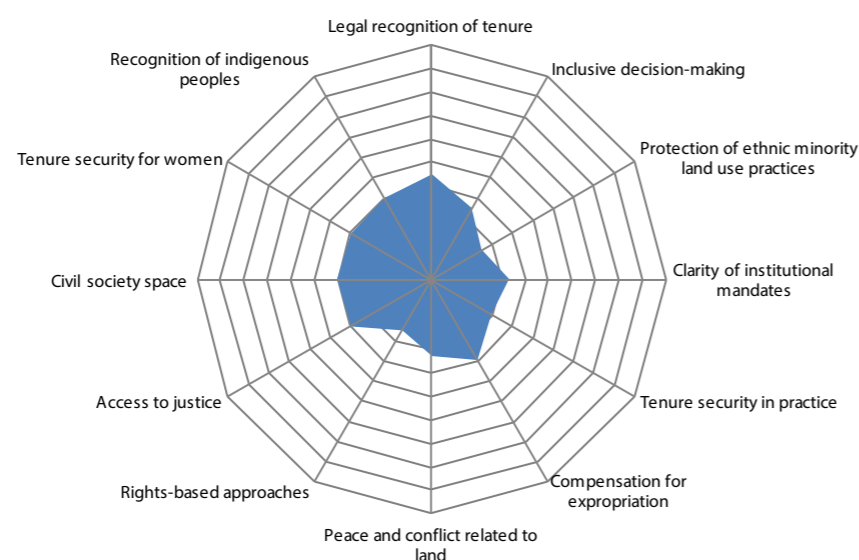 Legal recognition of tenure
Inclusive decision-making
Protection of ethnic minority
land use practices
Clarity of institutional
mandates
Tenure security in practice
Compensation for
expropriation
Peace and conflict related to
land
Rights-based approaches
Access to justice
Civil society space
Tenure security for women
Recognition of indigenous
peoples